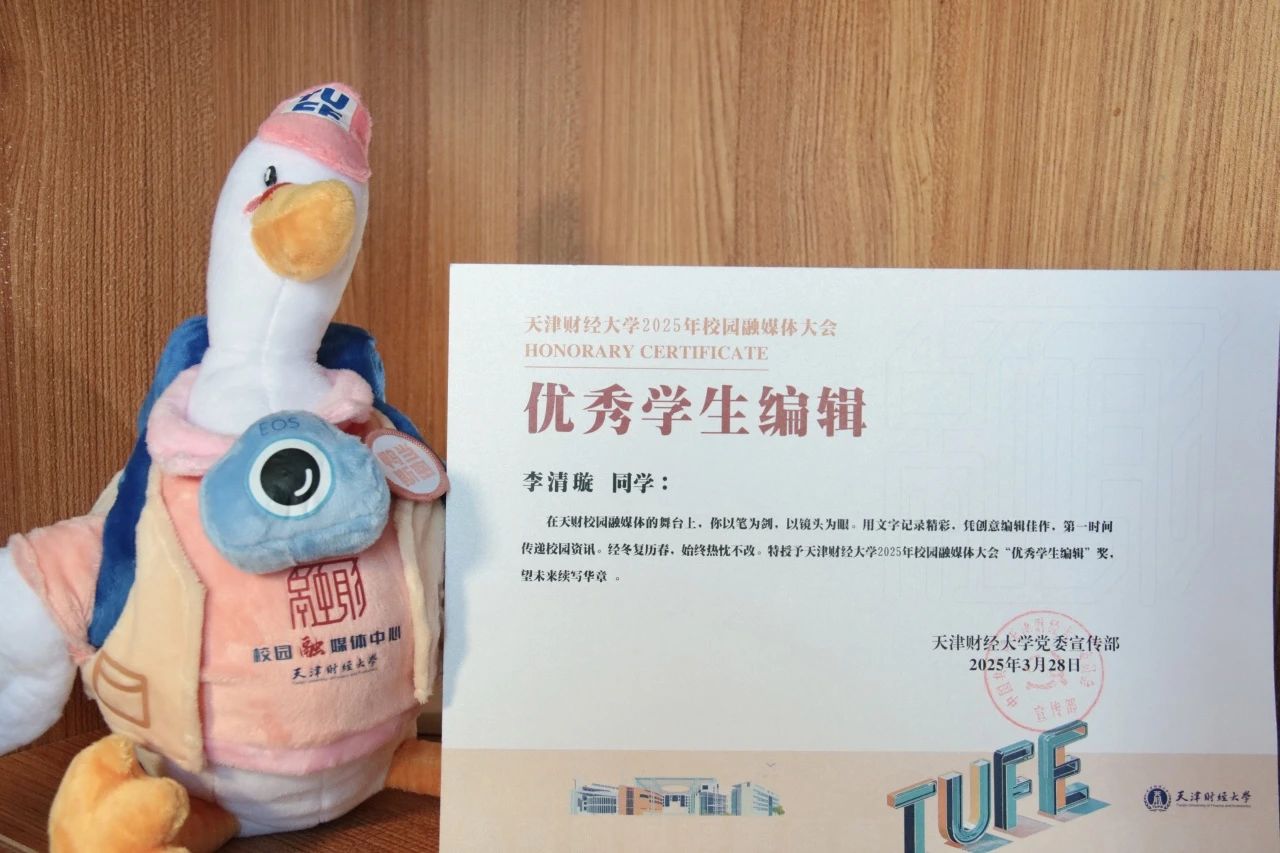 TU
FE
EOS
校园融媒体中心
天津财经大学
天津财经大学2025年校园融媒体大会
HONORARY CERTIFICATE
优秀学生编辑
李清璇 同学：
在天财校园融媒体的舞台上，你以笔为剑，以镜头为眼。用文字记录精彩，凭创意编辑佳作，第一时间
传递校园资讯。经冬复历春，始终热忱不改。特授予天津财经大学2025年校园融媒体大会“优秀学生编辑”奖，
望未来续写华章 。
天津财经大学党委宣传部
2025年3月28日
宣传部
TUFE
天津财经大学
Tianjin University of Finance and Economics